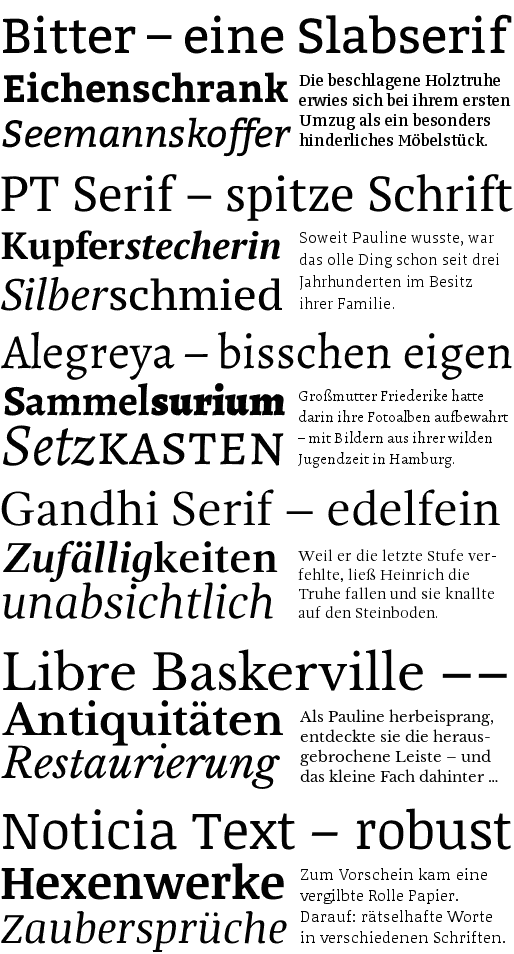 Bitter – eine Slabserif
Eichenschrank
Seemannskoffer
Die beschlagene Holztruhe
erwies sich bei ihrem ersten
Umzug als ein besonders
hinderliches Möbelstück.
PT Serif – spitze Schrift
Kupferstecherin
Silberschmied
Soweit Pauline wusste, war
das olle Ding schon seit drei
Jahrhunderten im Besitz
ihrer Familie.
Alegreya – bisschen eigen
Sammelsurium
SetzKASTEN
Großmutter Friederike hatte
darin ihre Fotoalben aufbewahrt
– mit Bildern aus ihrer wilden
Jugendzeit in Hamburg.
Gandhi Serif – edelfein
Zufälligkeiten
unabsichtlich
Weil er die letzte Stufe ver-
fehlte, ließ Heinrich die
Truhe fallen und sie knallte
auf den Steinboden.
Libre Baskerville – –
Antiquitäten
Restaurierung
Als Pauline herbeisprang,
entdeckte sie die heraus-
gebrochene Leiste – und
das kleine Fach dahinter ...
Noticia Text – robust
Hexenwerke
Zaubersprüche
Zum Vorschein kam eine
vergilbte Rolle Papier.
Darauf: rätselhafte Worte
in verschiedenen Schriften.